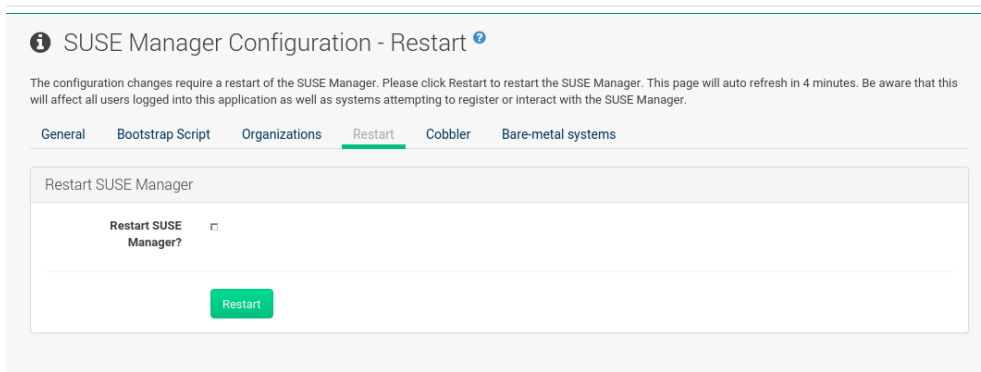 SUSE Manager Configuration - Restart
The configuration changes require a restart of the SUSE Manager. Please click Restart to restart the SUSE Manager. This page will auto refresh in 4 minutes. Be aware that this
will affect all users logged into this application as well as systems attempting to register or interact with the SUSE Manager.
General Bootstrap Script Organizations Restart Cobbler Bare-metal systems
Restart SUSE Manager
Restart SUSE
Manager?
Restart